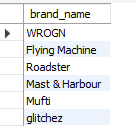 brand_name
WROGN
Flying Machine
Roadster
Mast & Harbour
Mufti
glitchez